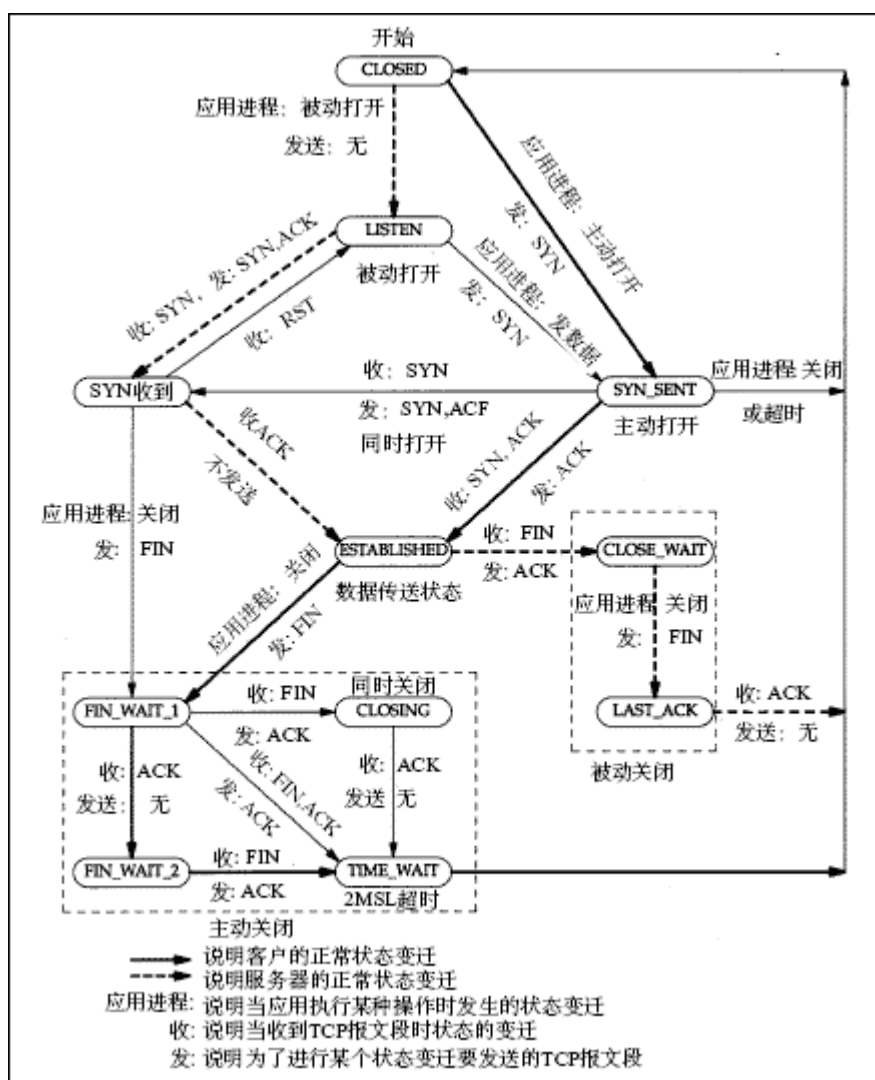 开始
CLOSED
应用进程：被动打开
发送：无
应用进程：主动打开
发：SYN
LISTEN
被动打开
收: SYN，发: SYN,ACK
收：RST
应用进程：发数据
发：SYN
SYN收到
收：SYN
发：SYN,ACF
同时打开
SYN_SENT
主动打开
应用进程:关闭
或超时
收ACK
不发送
收: SYN, ACK
发: ACK
应用进程: 关闭
发: FIN
ESTABLISHED
数据传送状态
收: FIN
发: ACK
CLOSE_WAIT
应用进程：关闭
发: FIN
应用进程 关闭
发: FIN
同时关闭
FIN_WAIT_1
收: FIN
发: ACK
CLOSING
LAST_ACK
收: ACK
发送: 无
被动关闭
收: ACK
发送: 无
收: FIN,ACK
发: ACK
收: ACK
发送 无
FIN_WAIT_2
收: FIN
发: ACK
TIME_WAIT
2MSL超时
主动关闭
说明客户的正常状态变迁
说明服务器的正常状态变迁
应用进程: 说明当应用执行某种操作时发生的状态变迁
收: 说明当收到TCP报文段时状态的变迁
发: 说明为了进行某个状态变迁要发送的TCP报文段